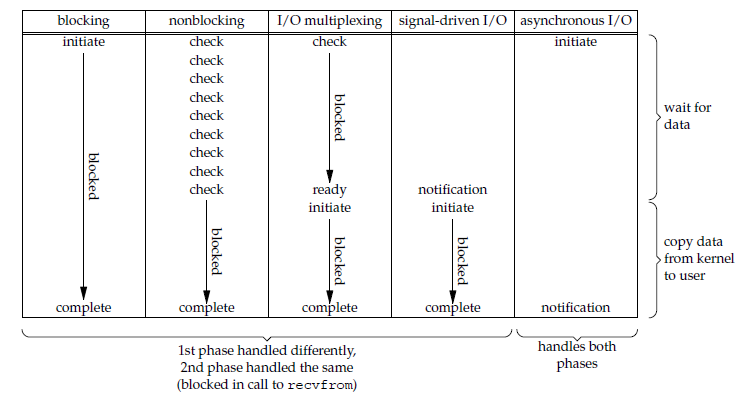 blocking nonblocking I/O multiplexing signal-driven I/O asynchronous I/O
initiate check check initiate
check
check
check
check
check
check
check
check ready notification
initiate initiate
blocked
blocked
blocked
blocked
blocked
complete complete complete complete notification
wait for
data
copy data
from kernel
to user
1st phase handled differently,
2nd phase handled the same
(blocked in call to recvfrom)
handles both
phases